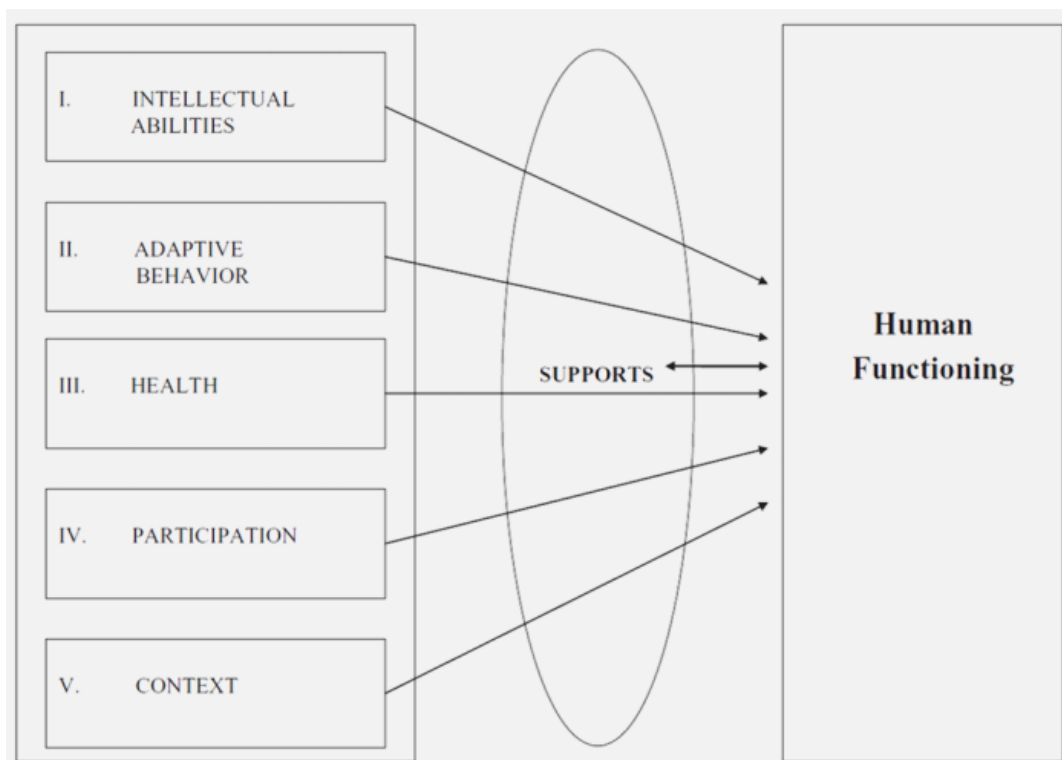 I. INTELLECTUAL
ABILITIES
II. ADAPTIVE
BEHAVIOR
III. HEALTH
IV. PARTICIPATION
V. CONTEXT
SUPPORTS
Human
Functioning